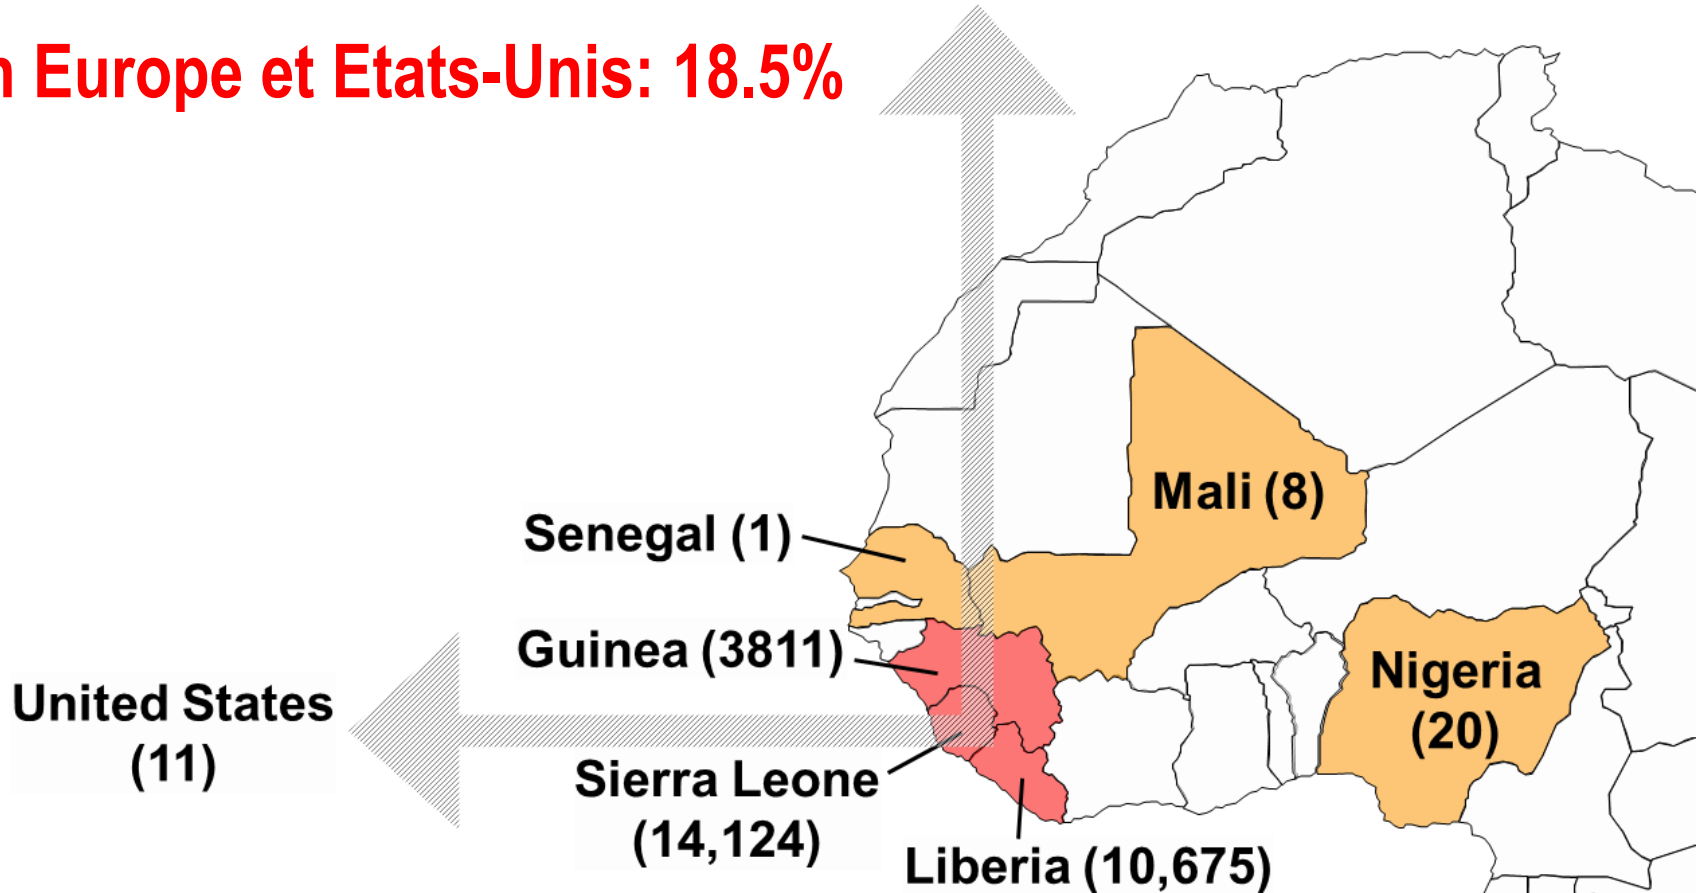 n Europe et Etats-Unis: 18.5%
Mali (8)
Senegal (1)
Guinea (3811)
Nigeria
(20)
United States
(11)
Sierra Leone
(14,124)
Liberia (10,675)